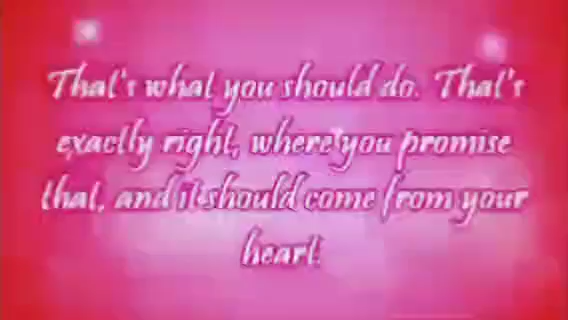 That's what you should do. That's
exactly right, where you promise
that, and it should come from your
heart.